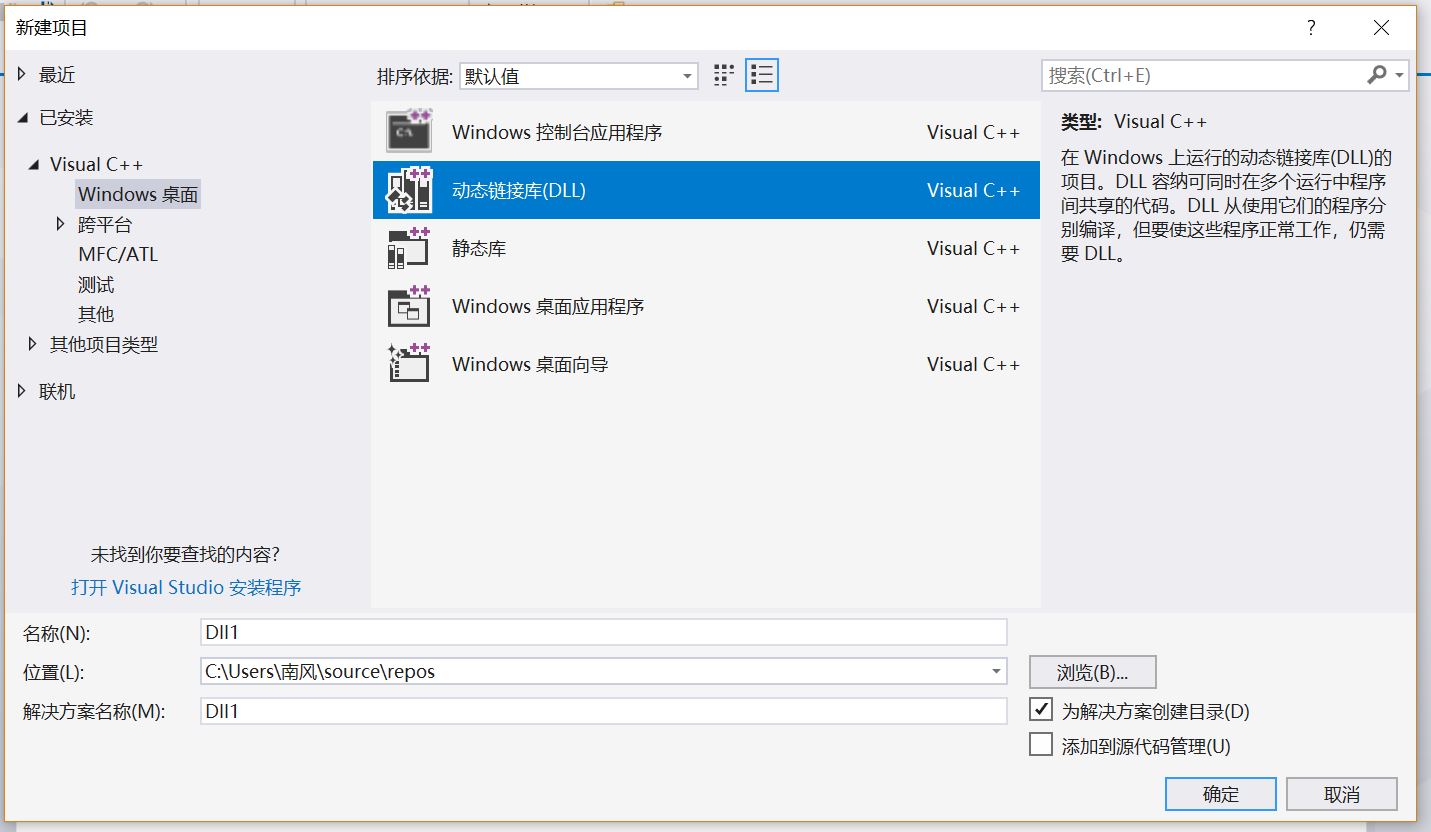 新建项目
?
最近
已安装
Visual C++
Windows 桌面
跨平台
MFC/ATL
测试
其他
其他项目类型
联机
未找到你要查找的内容?
打开 Visual Studio 安装程序
排序依据: 默认值
Windows 控制台应用程序 Visual C++
动态链接库(DLL) Visual C++
静态库 Visual C++
Windows 桌面应用程序 Visual C++
Windows 桌面向导 Visual C++
搜索(Ctrl+E)
类型: Visual C++
在 Windows 上运行的动态链接库(DLL)的
项目。DLL 容纳可同时在多个运行中程序
间共享的代码。DLL 从使用它们的程序分
别编译，但要使这些程序正常工作，仍需
要 DLL。
名称(N): Dll1
位置(L): C:\Users\南风\source\repos
浏览(B)...
解决方案名称(M): Dll1
为解决方案创建目录(D)
添加到源代码管理(U)
确定 取消